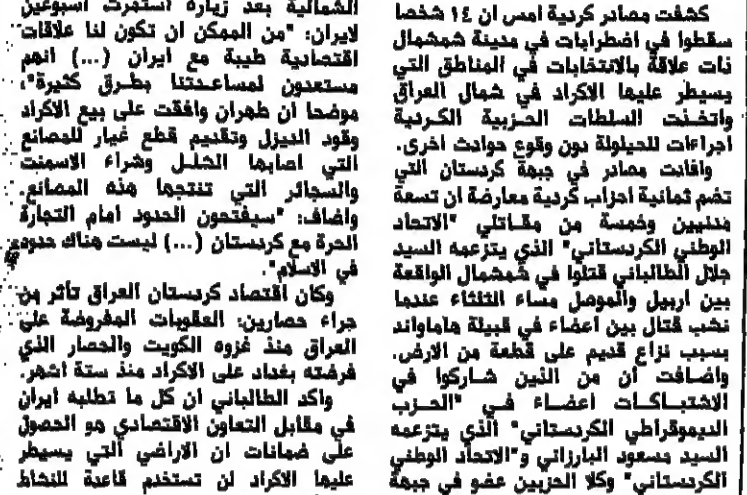 كشفت مصادر كردية امس ان ١٤ شخصا
سقطوا في اضطرابات في مدينة شمشمال
ذات علاقة بالانتخابات في المناطق التي
يسيطر عليها الاكراد في شمال العراق
واتخذت السلطات الحزبية الكردية
اجراءات للحيلولة دون وقوع حوادث اخرى.
وافادت مصادر في جبهة كردستان التي
تضم ثمانية احزاب كردية معارضة ان تسعة
مدنيين وخمسة من مقاتلي "الاتحاد
الوطني الكردستاني" الذي يتزعمه السيد
جلال الطالباني قتلوا في شمشمال الواقعة
بين اربيل والموصل مساء الثلثاء عندما
نشب قتال بين اعضاء في قبيلة هاماواند
بسبب نزاع قديم على قطعة من الارض.
واضافت ان من الذين شاركوا في
الاشتباكات اعضاء في "الحزب
الديموقراطي الكردستاني" الذي يتزعمه
السيد مسعود البارزاني و"الاتحاد الوطني
الكردستاني" وكلا الحزبين عضو في جبهة
الشمالية بعد زيارة استمرت اسبوعين
لايران: "من الممكن ان تكون لنا علاقات
اقتصادية طيبة مع ايران (...) انهم
مستعدون لمساعدتنا بطرق كثيرة"،
موضحا ان طهران وافقت على بيع الاكراد
وقود الديزل وتقديم قطع غيار للمصانع
التي اصابها الشلل وشراء الاسمنت
والسجائر التي تنتجها هذه المصانع.
واضاف: "سيفتحون الحدود امام التجارة
الحرة مع كردستان (...) ليست هناك حدود
في الاسلام".
وكان اقتصاد كردستان العراق تأثر من
جراء حصارين: العقوبات المفروضة على
العراق منذ غزوه الكويت والحصار الذي
فرضته بغداد على الاكراد منذ ستة اشهر.
واكد الطالباني ان كل ما تطلبه ايران
في مقابل التعاون الاقتصادي هو الحصول
على ضمانات ان الاراضي التي يسيطر
عليها الاكراد لن تستخدم قاعدة للنشاط